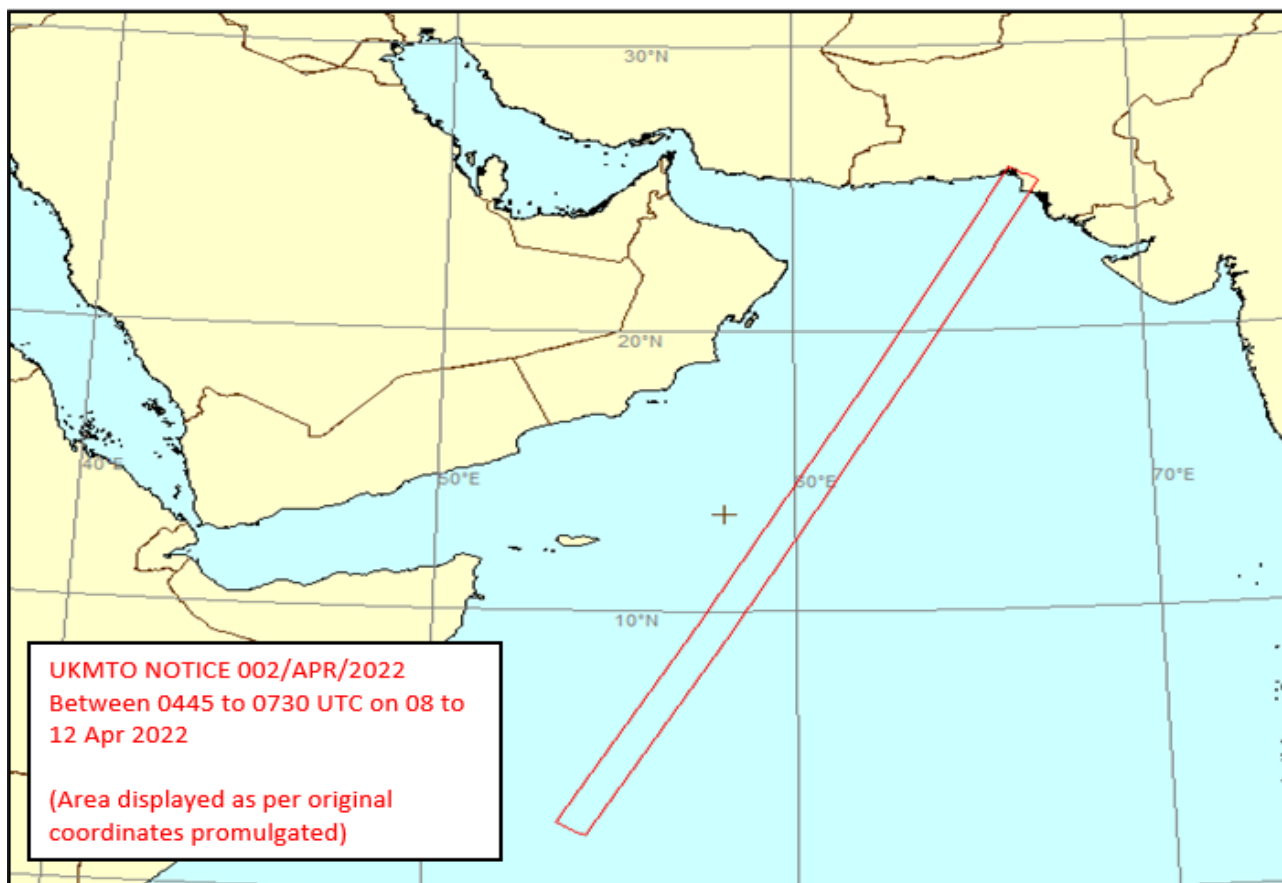 30°N
20°N
40°E
50°E
60°E
70°E
10°N
UKMTO NOTICE 002/APR/2022
Between 0445 to 0730 UTC on 08 to
12 Apr 2022
(Area displayed as per original
coordinates promulgated)